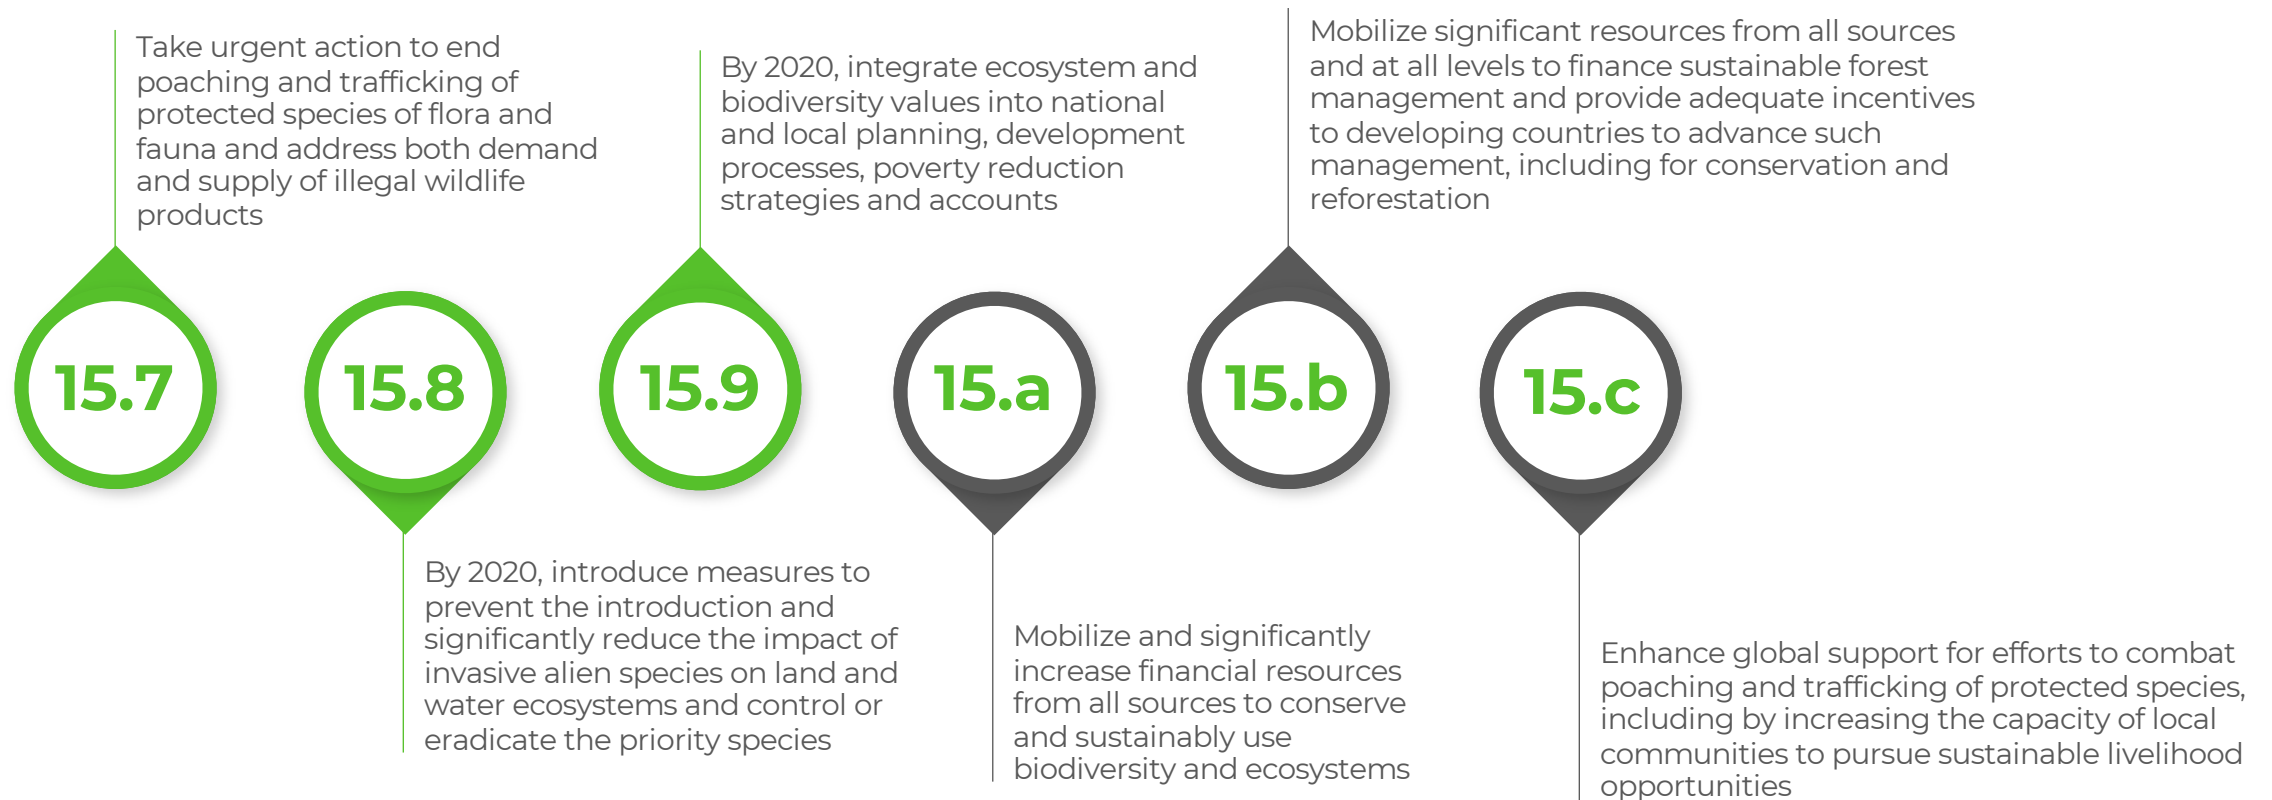 Take urgent action to end
poaching and trafficking of
protected species of flora and
fauna and address both demand
and supply of illegal wildlife
products
15.7
15.8
By 2020, introduce measures to
prevent the introduction and
significantly reduce the impact of
invasive alien species on land and
water ecosystems and control or
eradicate the priority species
By 2020, integrate ecosystem and
biodiversity values into national
and local planning, development
processes, poverty reduction
strategies and accounts
15.9
15.a
Mobilize and significantly
increase financial resources
from all sources to conserve
and sustainably use
biodiversity and ecosystems
Mobilize significant resources from all sources
and at all levels to finance sustainable forest
management and provide adequate incentives
to developing countries to advance such
management, including for conservation and
reforestation
15.b
15.c
Enhance global support for efforts to combat
poaching and trafficking of protected species,
including by increasing the capacity of local
communities to pursue sustainable livelihood
opportunities